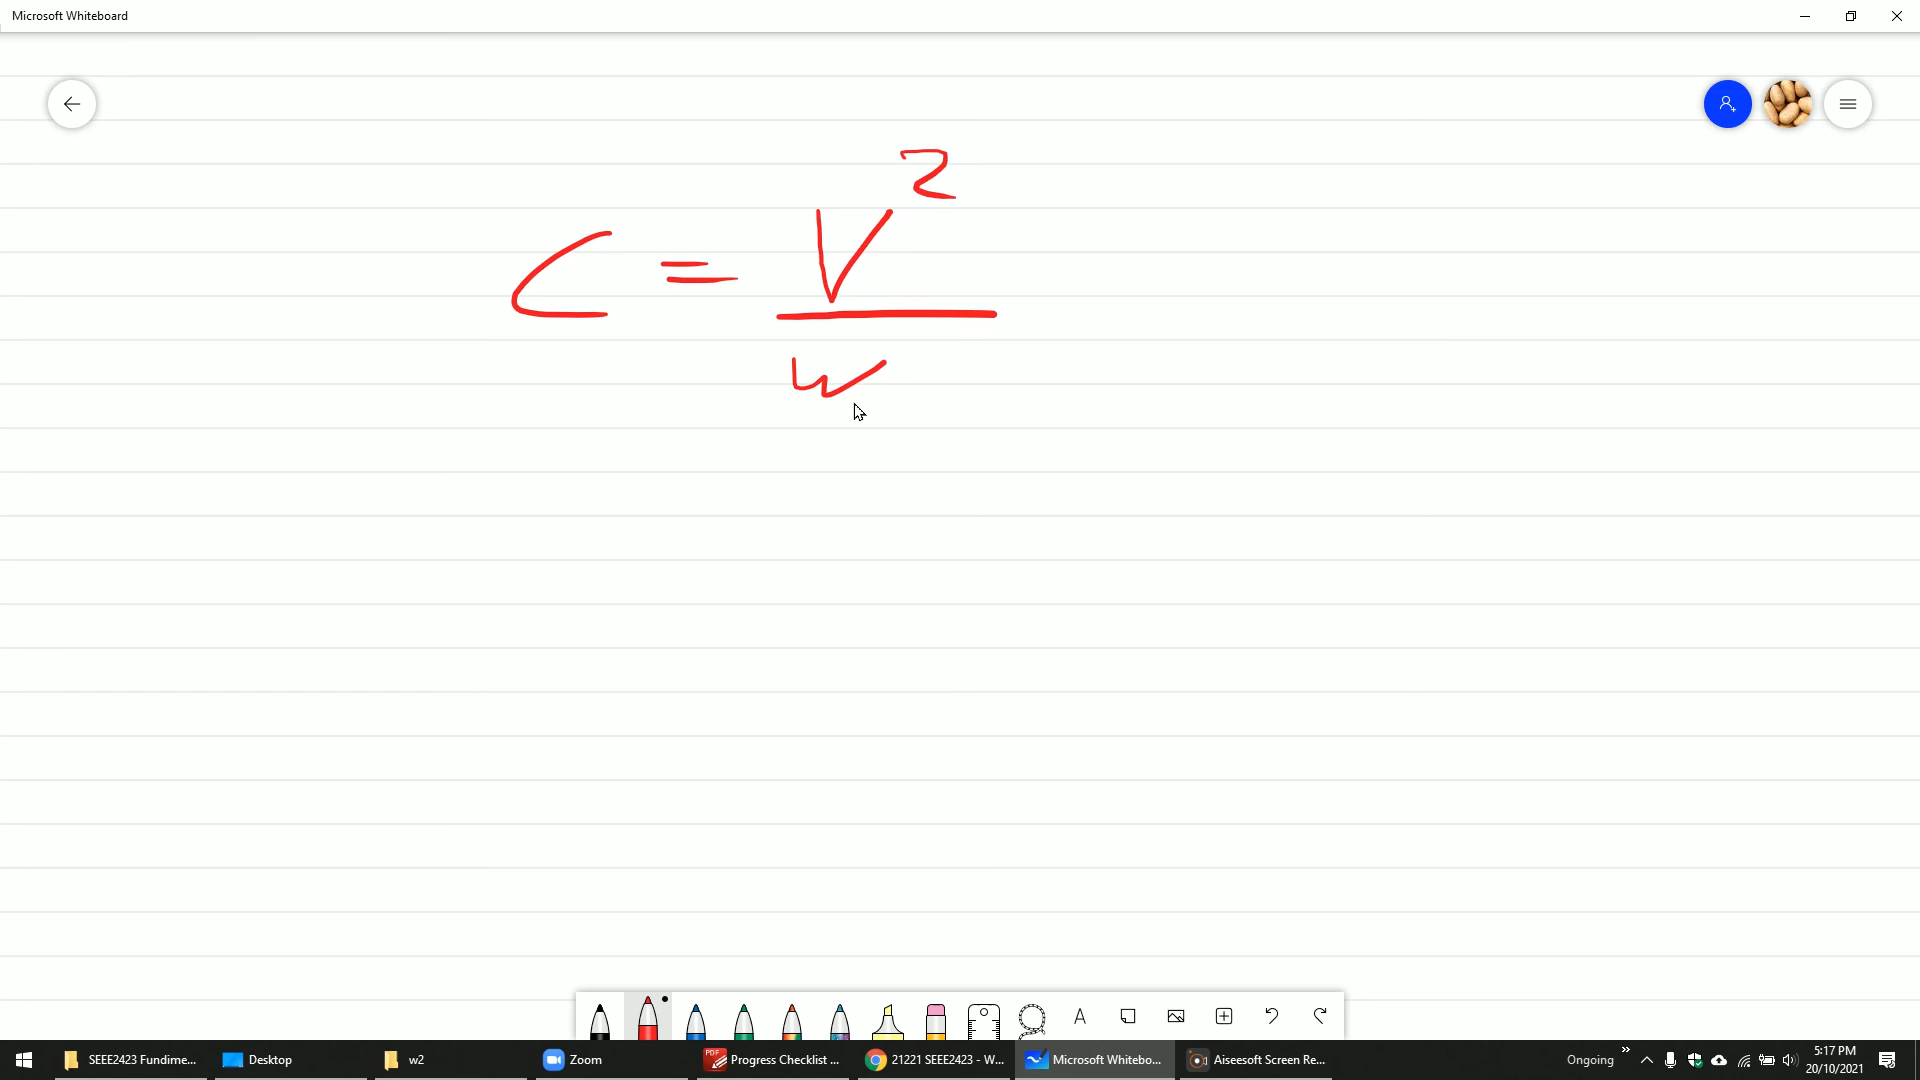 Microsoft Whiteboard
C = V²
w
SEEE2423 Fundime...
Desktop
w2
Zoom
PDF
Progress Checklist ...
21221 SEEE2423 - W...
Microsoft Whitebo...
Aiseesoft Screen Re...
Ongoing
5:17 PM
20/10/2021